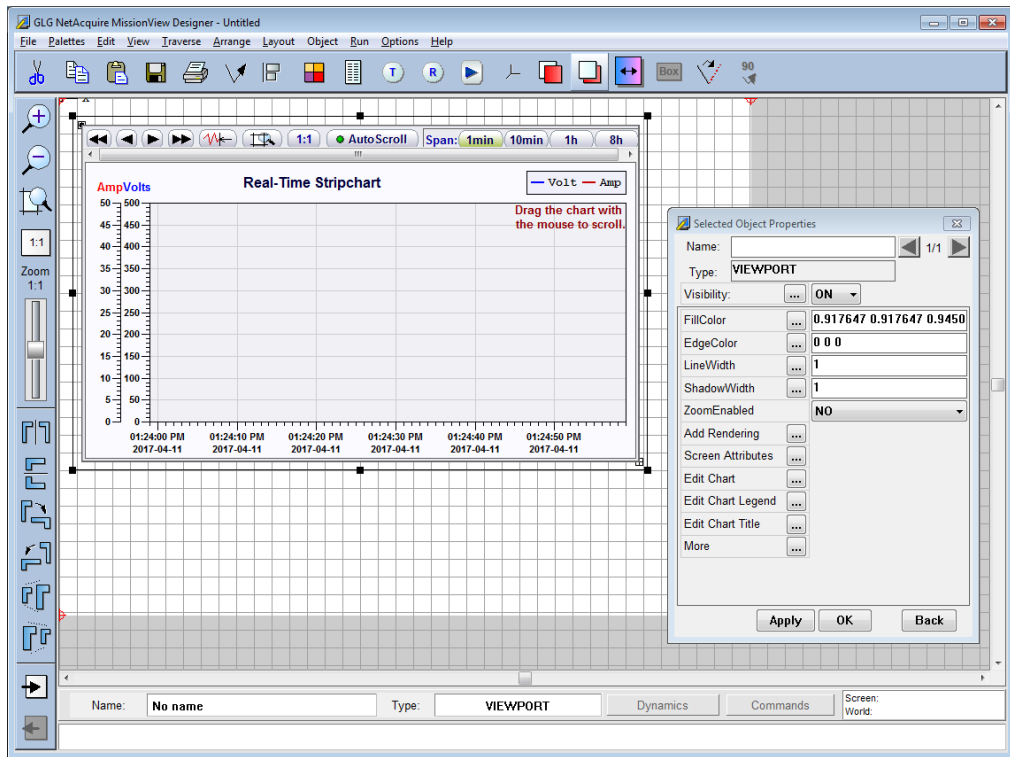 GLG NetAcquire MissionView Designer - Untitled
File Palettes Edit View Traverse Arrange Layout Object Run Options Help
T R Box 90
1:1 AutoScroll Span: 1min 10min 1h 8h
AmpVolts
Real-Time Stripchart
Volt Amp
Drag the chart with
the mouse to scroll.
50 500
45 450
40 400
35 350
30 300
25 250
20 200
15 150
10 100
5 50
0 0
01:24:00 PM 01:24:10 PM 01:24:20 PM 01:24:30 PM 01:24:40 PM 01:24:50 PM
2017-04-11 2017-04-11 2017-04-11 2017-04-11 2017-04-11 2017-04-11
1:1
Zoom
1:1
Selected Object Properties
Name: 1/1
Type: VIEWPORT
Visibility: ... ON
FillColor ... 0.917647 0.917647 0.9450
EdgeColor ... 0 0 0
LineWidth ... 1
ShadowWidth ... 1
ZoomEnabled NO
Add Rendering ...
Screen Attributes ...
Edit Chart ...
Edit Chart Legend ...
Edit Chart Title ...
More ...
Apply OK Back
Name: No name Type: VIEWPORT Dynamics Commands
Screen:
World: